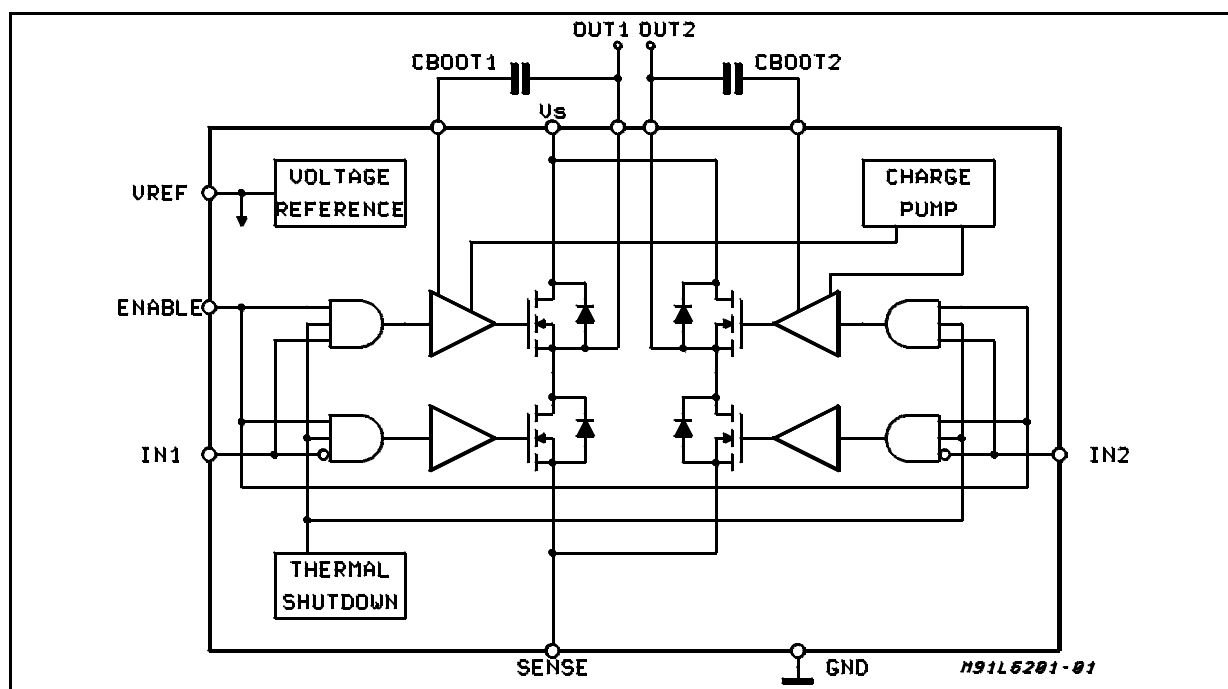 OUT1 OUT2
CBOOT1
CBOOT2
Vs
VREF
VOLTAGE
REFERENCE
CHARGE
PUMP
ENABLE
IN1
IN2
THERMAL
SHUTDOWN
SENSE
GND
M91L6201-01